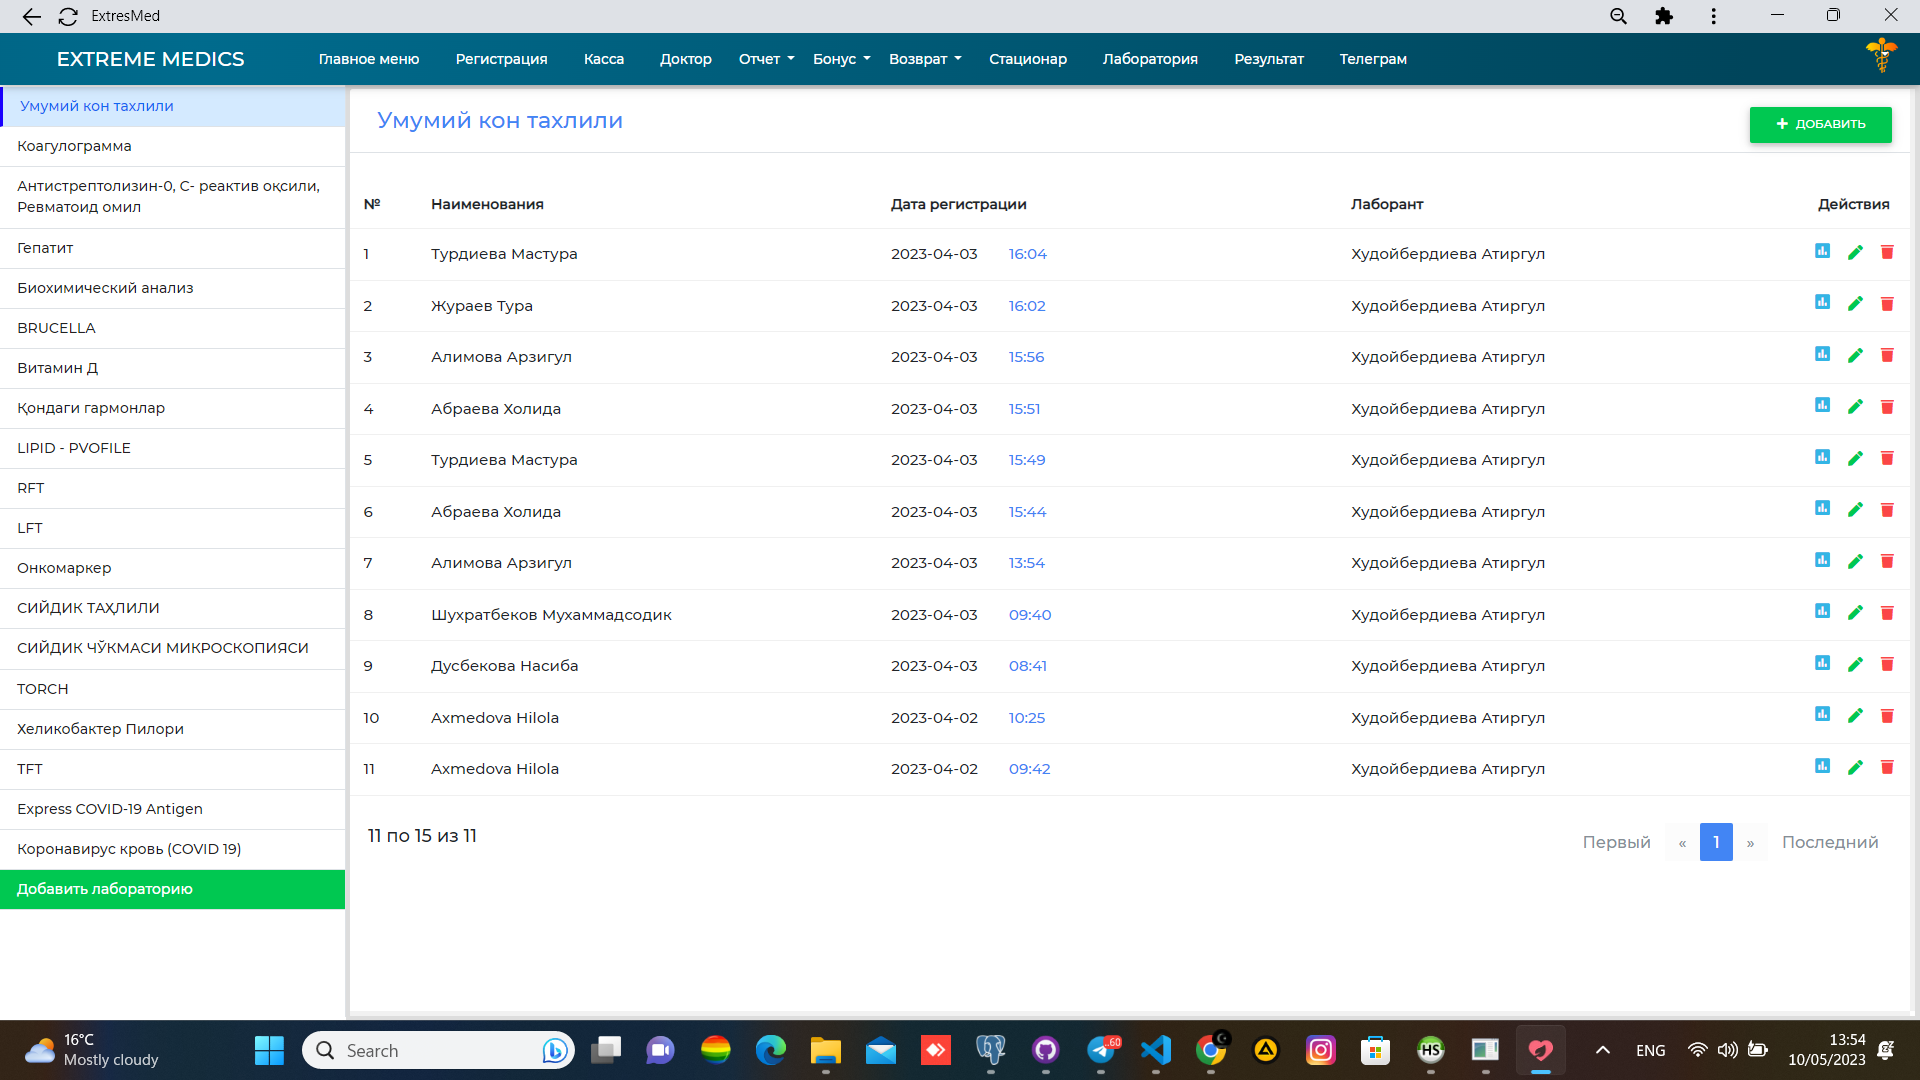 ExtresMed
EXTREME MEDICS
Главное меню
Регистрация
Касса
Доктор
Отчет
Бонус
Возврат
Стационар
Лаборатория
Результат
Телеграм
Умумий кон тахлили
Коагулограмма
Антистрептолизин-0, С- реактив оқсили,
Ревматоид омил
Гепатит
Биохимический анализ
BRUCELLA
Витамин Д
Қондаги гармонлар
LIPID - PVOFILE
RFT
LFT
Онкомаркер
СИЙДИК ТАҲЛИЛИ
СИЙДИК ЧЎКМАСИ МИКРОСКОПИЯСИ
TORCH
Хеликобактер Пилори
TFT
Express COVID-19 Antigen
Коронавирус кровь (COVID 19)
Добавить лабораторию
Умумий кон тахлили
+ ДОБАВИТЬ
№ Наименования Дата регистрации Лаборант Действия
1 Турдиева Мастура 2023-04-03 16:04 Худойбердиева Атиргул
2 Жураев Тура 2023-04-03 16:02 Худойбердиева Атиргул
3 Алимова Арзигул 2023-04-03 15:56 Худойбердиева Атиргул
4 Абраева Холида 2023-04-03 15:51 Худойбердиева Атиргул
5 Турдиева Мастура 2023-04-03 15:49 Худойбердиева Атиргул
6 Абраева Холида 2023-04-03 15:44 Худойбердиева Атиргул
7 Алимова Арзигул 2023-04-03 13:54 Худойбердиева Атиргул
8 Шухратбеков Мухаммадсодик 2023-04-03 09:40 Худойбердиева Атиргул
9 Дусбекова Насиба 2023-04-03 08:41 Худойбердиева Атиргул
10 Axmedova Hilola 2023-04-02 10:25 Худойбердиева Атиргул
11 Axmedova Hilola 2023-04-02 09:42 Худойбердиева Атиргул
11 по 15 из 11
Первый « 1 » Последний
16°C
Mostly cloudy
Search
.60
HS
ENG
13:54
10/05/2023